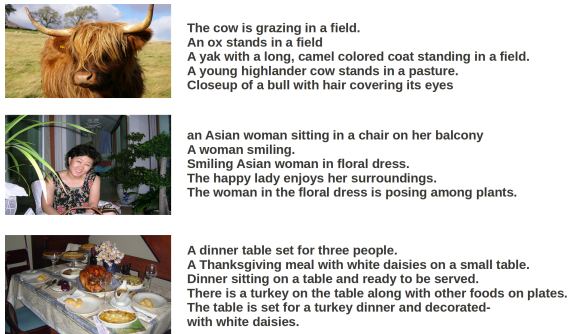 The cow is grazing in a field.
An ox stands in a field
A yak with a long, camel colored coat standing in a field.
A young highlander cow stands in a pasture.
Closeup of a bull with hair covering its eyes
an Asian woman sitting in a chair on her balcony
A woman smiling.
Smiling Asian woman in floral dress.
The happy lady enjoys her surroundings.
The woman in the floral dress is posing among plants.
A dinner table set for three people.
A Thanksgiving meal with white daisies on a small table.
Dinner sitting on a table and ready to be served.
There is a turkey on the table along with other foods on plates.
The table is set for a turkey dinner and decorated-
with white daisies.